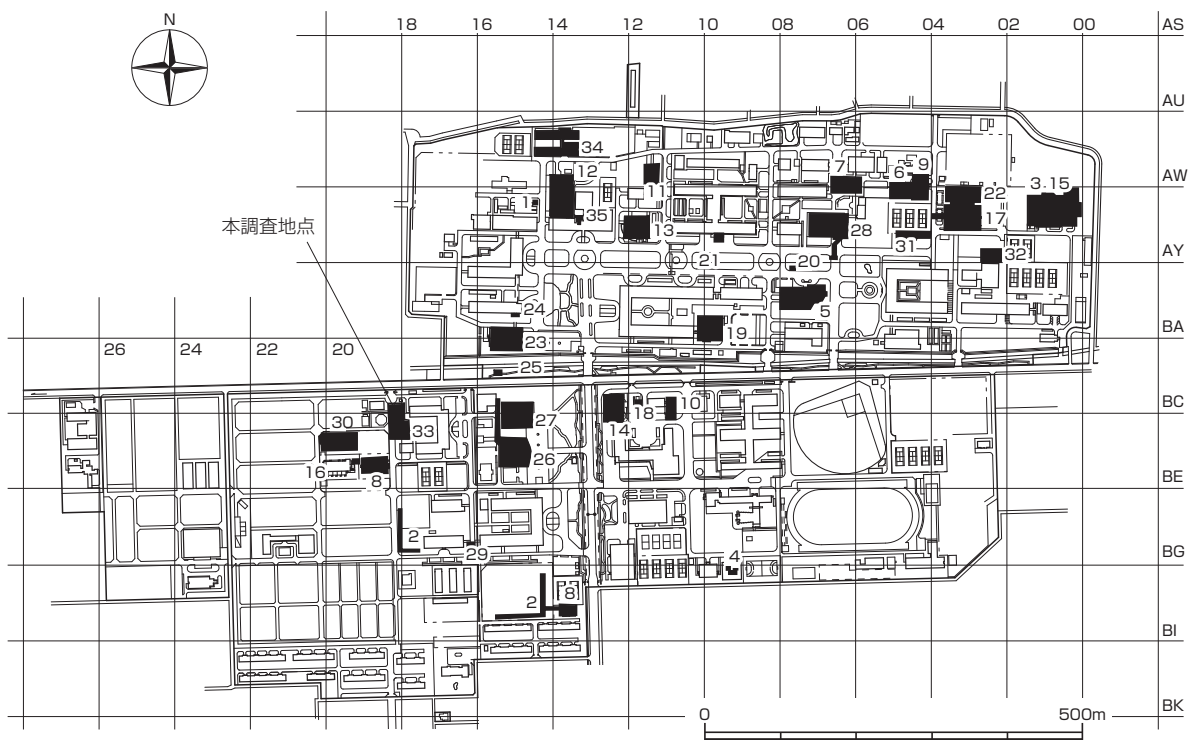 N
18 16 14 12 10 08 06 04 02 00 AS
AU
34
12
11
7
6
9
AW
1
35
13
22
3.15
本調査地点
17
28
31
32
AY
21
20
24
5
BA
26 24 22 20
23
19
25
BC
30
33
27
14
18
10
16
8
26
BE
2
29
BG
4
2
8
BI
BK
0 500m